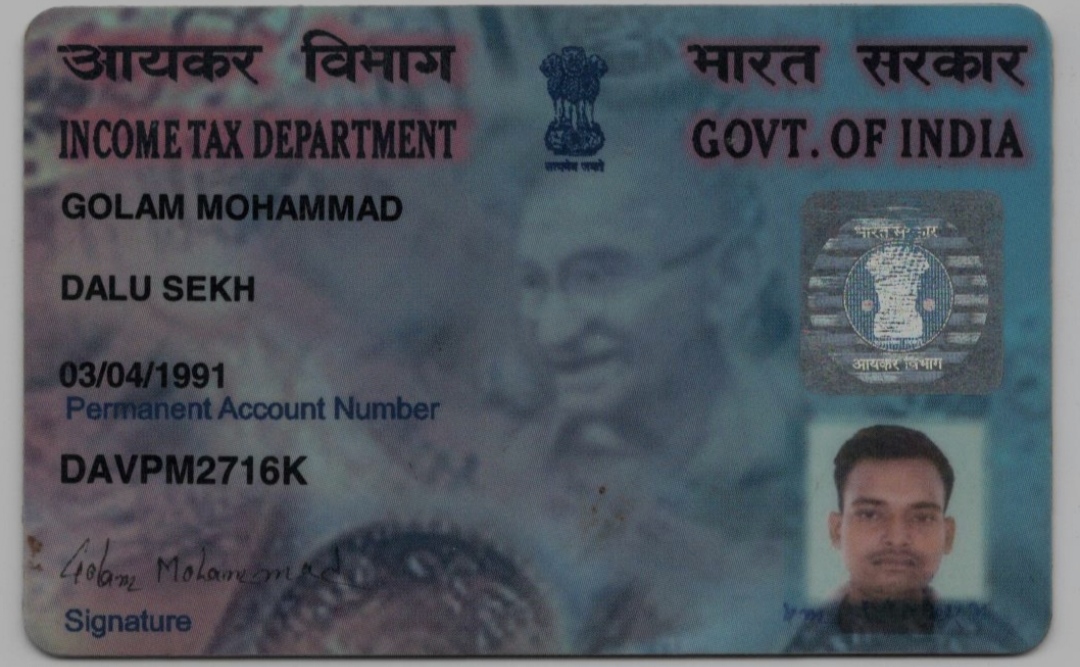 आयकर विभाग
भारत सरकार
INCOME TAX DEPARTMENT
GOVT. OF INDIA
सत्यमेव जयते
GOLAM MOHAMMAD
DALU SEKH
03/04/1991
Permanent Account Number
DAVPM2716K
Golam Mohammad
Signature
भारत सरकार
आयकर विभाग